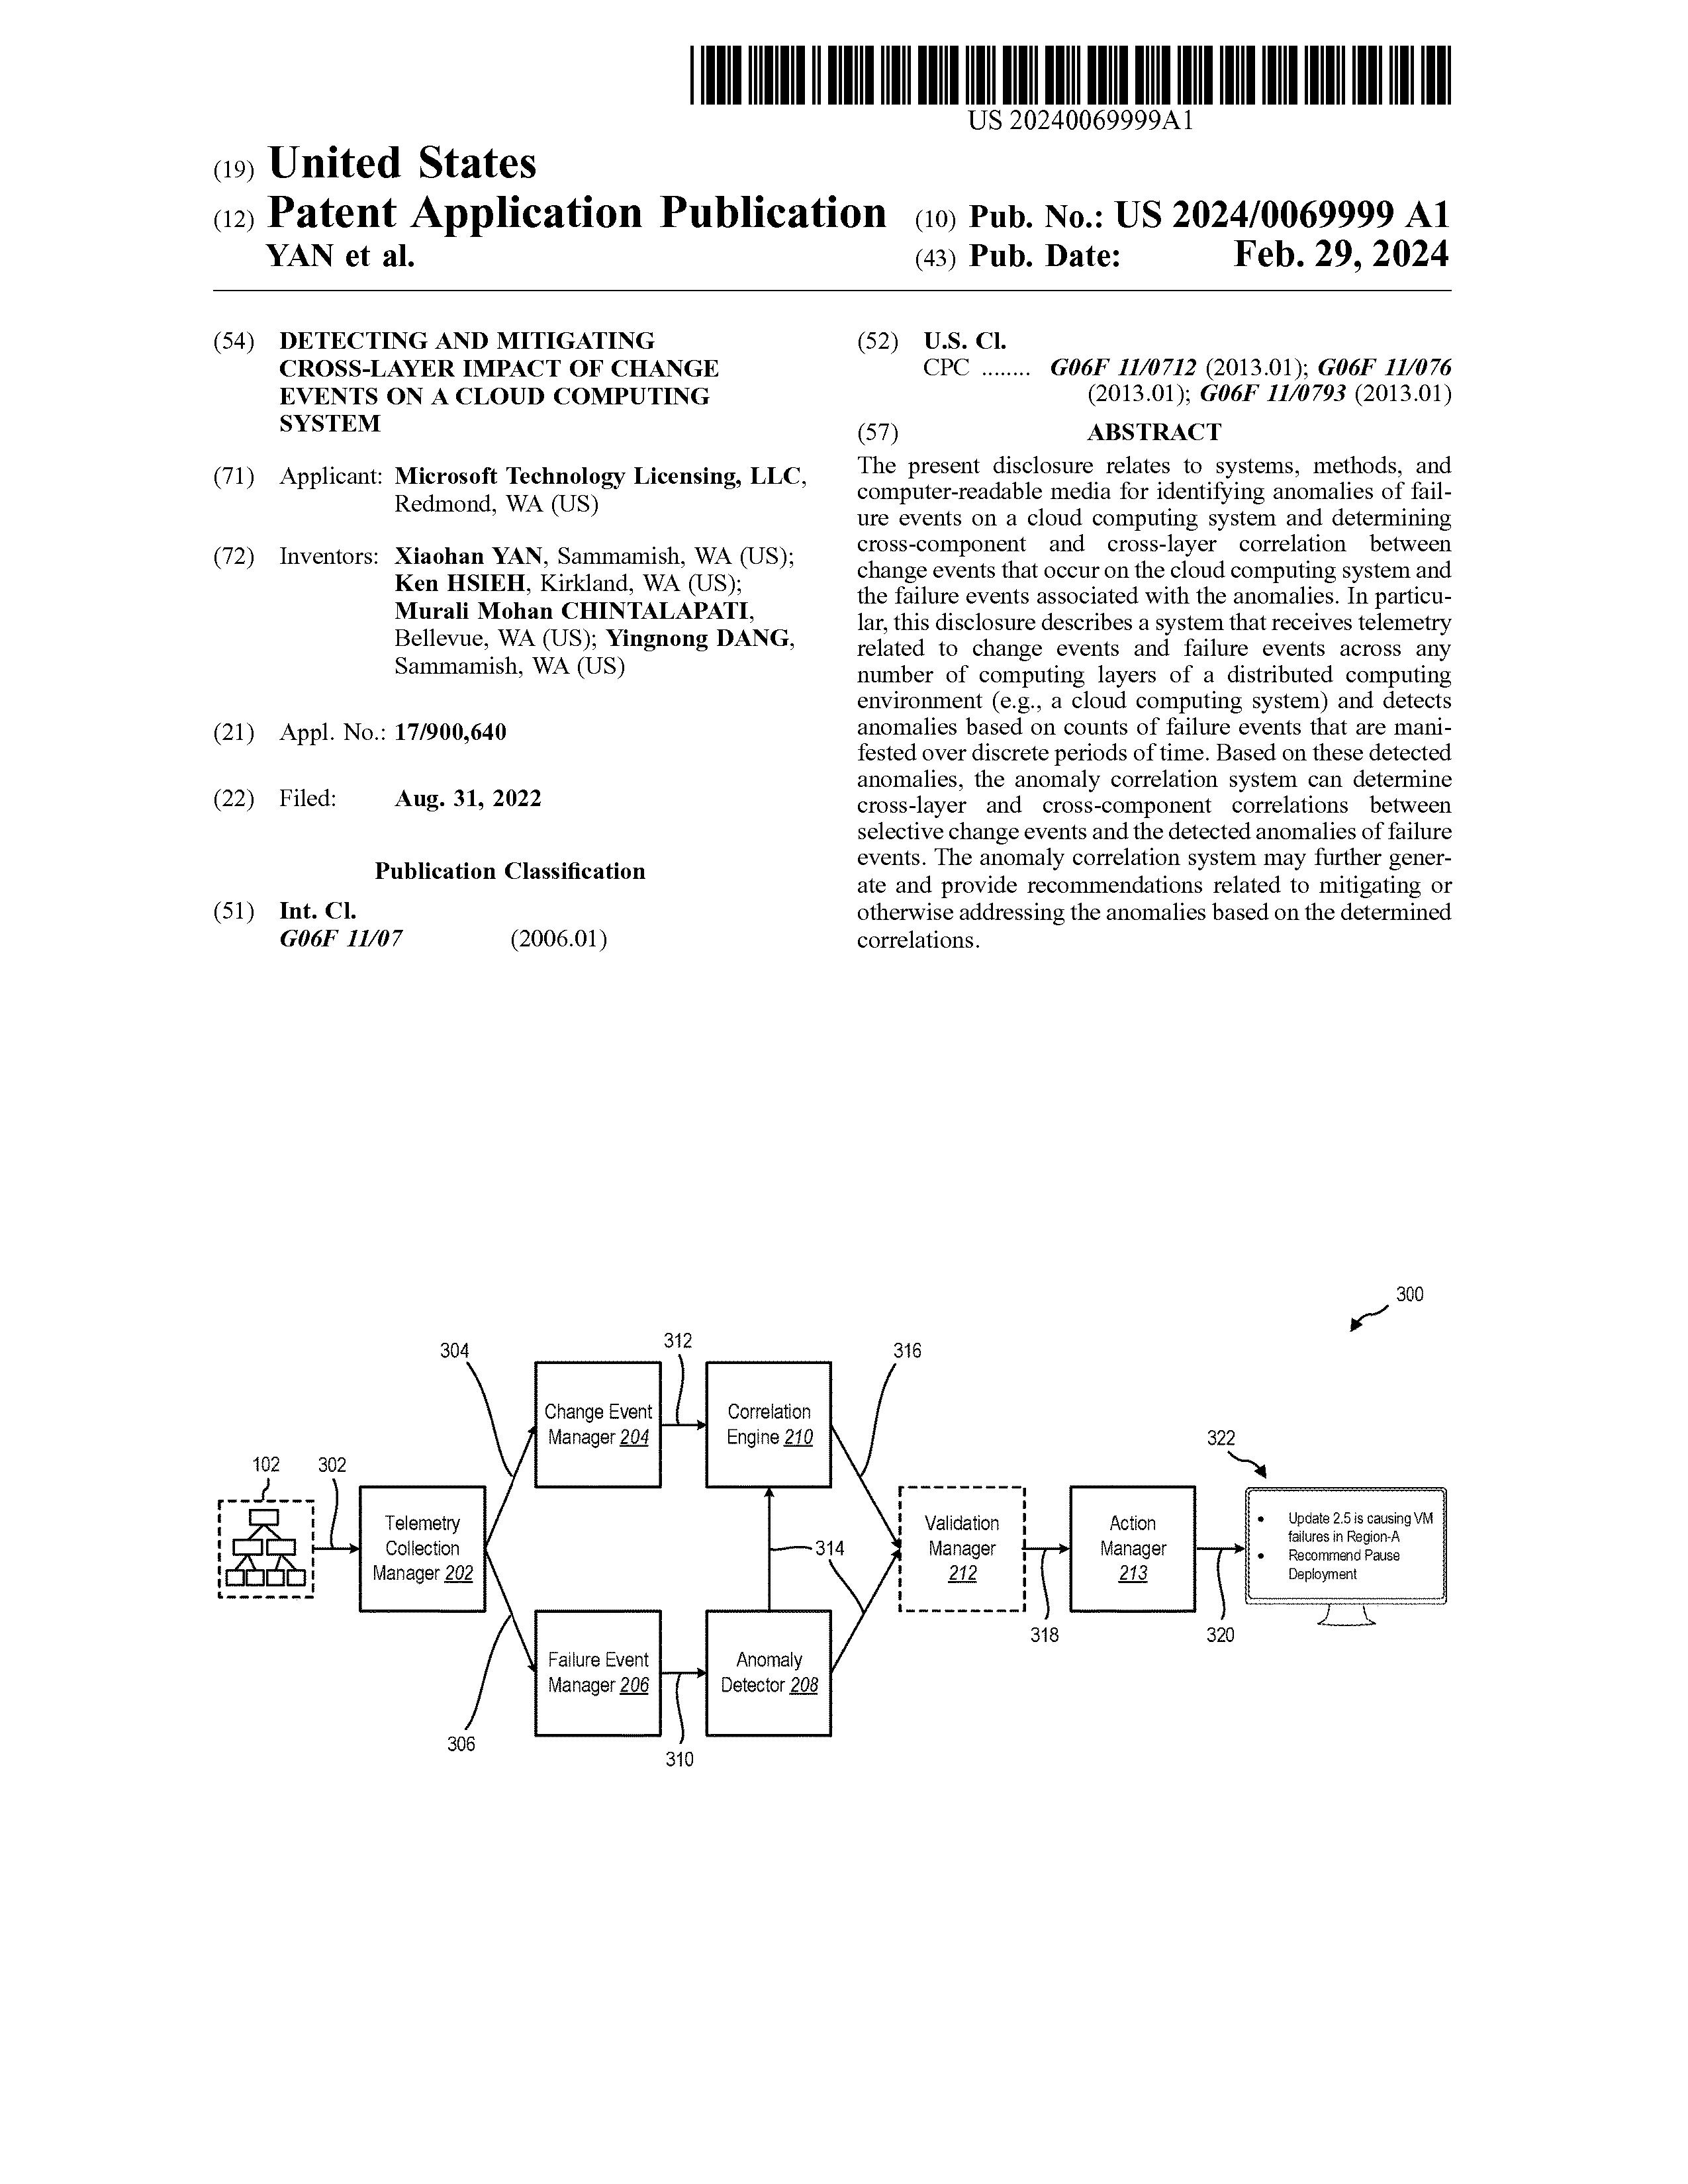 US 20240069999A1
(19) United States
(12) Patent Application Publication
YAN et al.
(10) Pub. No.: US 2024/0069999 A1
(43) Pub. Date: Feb. 29, 2024
(54) DETECTING AND MITIGATING
CROSS-LAYER IMPACT OF CHANGE
EVENTS ON A CLOUD COMPUTING
SYSTEM
(71) Applicant: Microsoft Technology Licensing, LLC,
Redmond, WA (US)
(72) Inventors: Xiaohan YAN, Sammamish, WA (US);
Ken HSIEH, Kirkland, WA (US);
Murali Mohan CHINTALAPATI,
Bellevue, WA (US); Yingnong DANG,
Sammamish, WA (US)
(21) Appl. No.: 17/900,640
(22) Filed: Aug. 31, 2022
Publication Classification
(51) Int. Cl.
G06F 11/07 (2006.01)
(52) U.S. Cl.
CPC ........ G06F 11/0712 (2013.01); G06F 11/076
(2013.01); G06F 11/0793 (2013.01)
(57) ABSTRACT
The present disclosure relates to systems, methods, and
computer-readable media for identifying anomalies of fail-
ure events on a cloud computing system and determining
cross-component and cross-layer correlation between
change events that occur on the cloud computing system and
the failure events associated with the anomalies. In particu-
lar, this disclosure describes a system that receives telemetry
related to change events and failure events across any
number of computing layers of a distributed computing
environment (e.g., a cloud computing system) and detects
anomalies based on counts of failure events that are mani-
fested over discrete periods of time. Based on these detected
anomalies, the anomaly correlation system can determine
cross-layer and cross-component correlations between
selective change events and the detected anomalies of failure
events. The anomaly correlation system may further gener-
ate and provide recommendations related to mitigating or
otherwise addressing the anomalies based on the determined
correlations.
300
102
302
Telemetry
Collection
Manager 202
304
306
Change Event
Manager 204
312
Correlation
Engine 210
316
Failure Event
Manager 206
310
Anomaly
Detector 208
314
Validation
Manager
212
318
Action
Manager
213
320
322
• Update 2.5 is causing VM
failures in Region-A
• Recommend Pause
Deployment